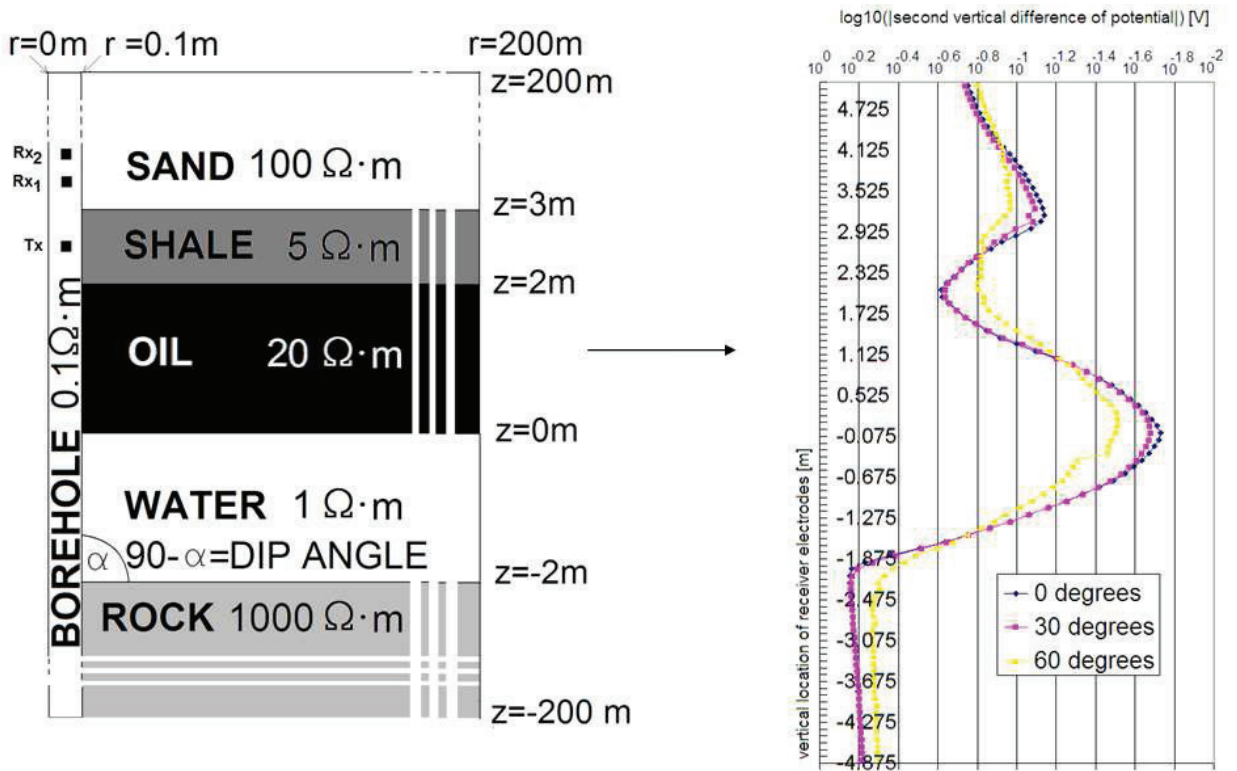 r=0m r =0.1m r=200m
z=200 m
Rx2
Rx1
Tx
SAND 100 Ω·m
z=3m
SHALE 5 Ω·m
z=2m
OIL 20 Ω·m
z=0m
WATER 1 Ω·m
α 90-α=DIP ANGLE
z=-2m
ROCK 1000 Ω·m
z=-200 m
BOREHOLE 0.1Ω·m
log10(|second vertical difference of potential|) [V]
10^0 10^-0.2 10^-0.4 10^-0.6 10^-0.8 10^-1 10^-1.2 10^-1.4 10^-1.6 10^-1.8 10^-2
4.725
4.125
3.525
2.925
2.325
1.725
1.125
0.525
-0.075
-0.675
-1.275
-1.875
-2.475
-3.075
-3.675
-4.275
-4.875
vertical location of receiver electrodes [m]
0 degrees
30 degrees
60 degrees